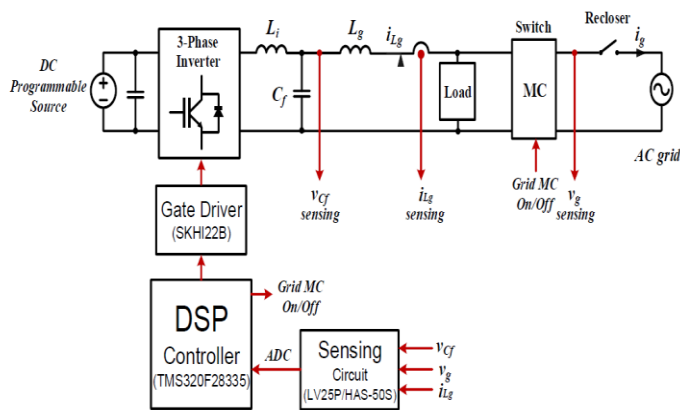 DC
Programmable
Source
3-Phase
Inverter
Li
Cf
Lg
iLg
Load
Switch
MC
Recloser
ig
AC grid
vCf
sensing
iLg
sensing
Grid MC
On/Off
vg
sensing
Gate Driver
(SKHI22B)
DSP
Controller
(TMS320F28335)
Grid MC
On/Off
ADC
Sensing
Circuit
(LV25P/HAS-50S)
vCf
vg
iLg